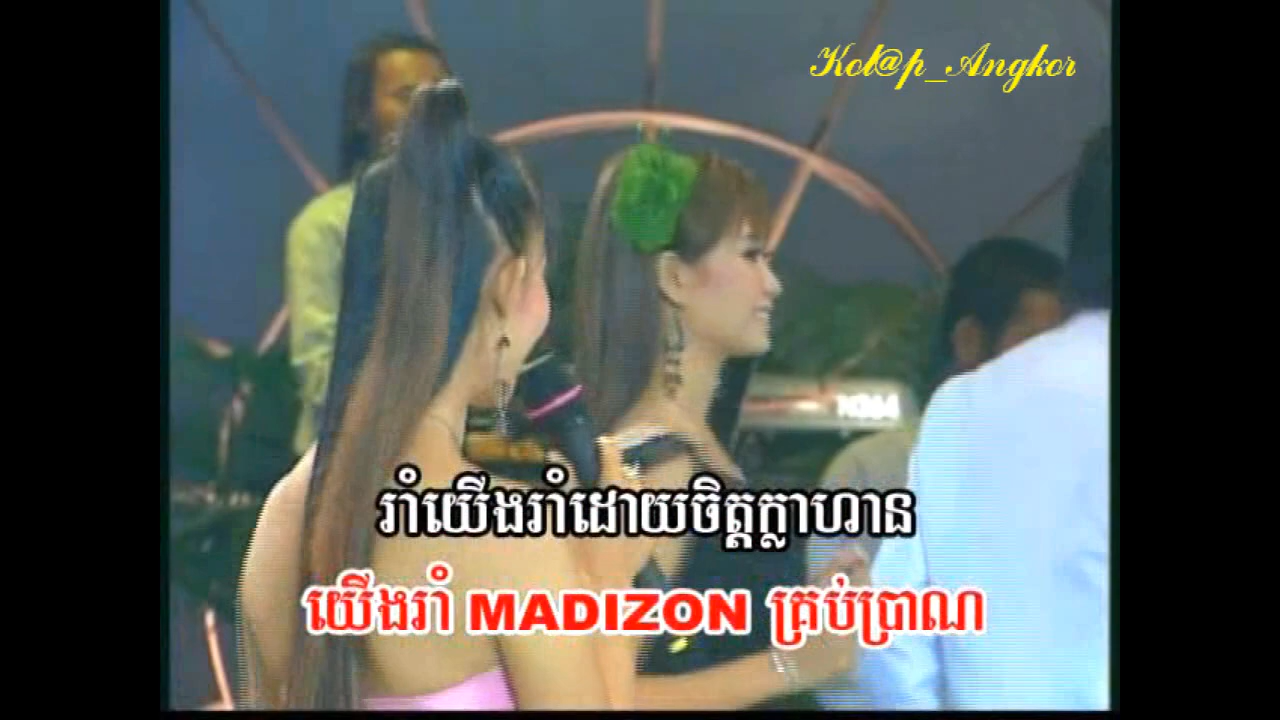 Kol@p_Angkor
N364
រាំយើងរាំដោយចិត្តក្លាហាន
យើងរាំ MADIZON គ្រប់ប្រាណ